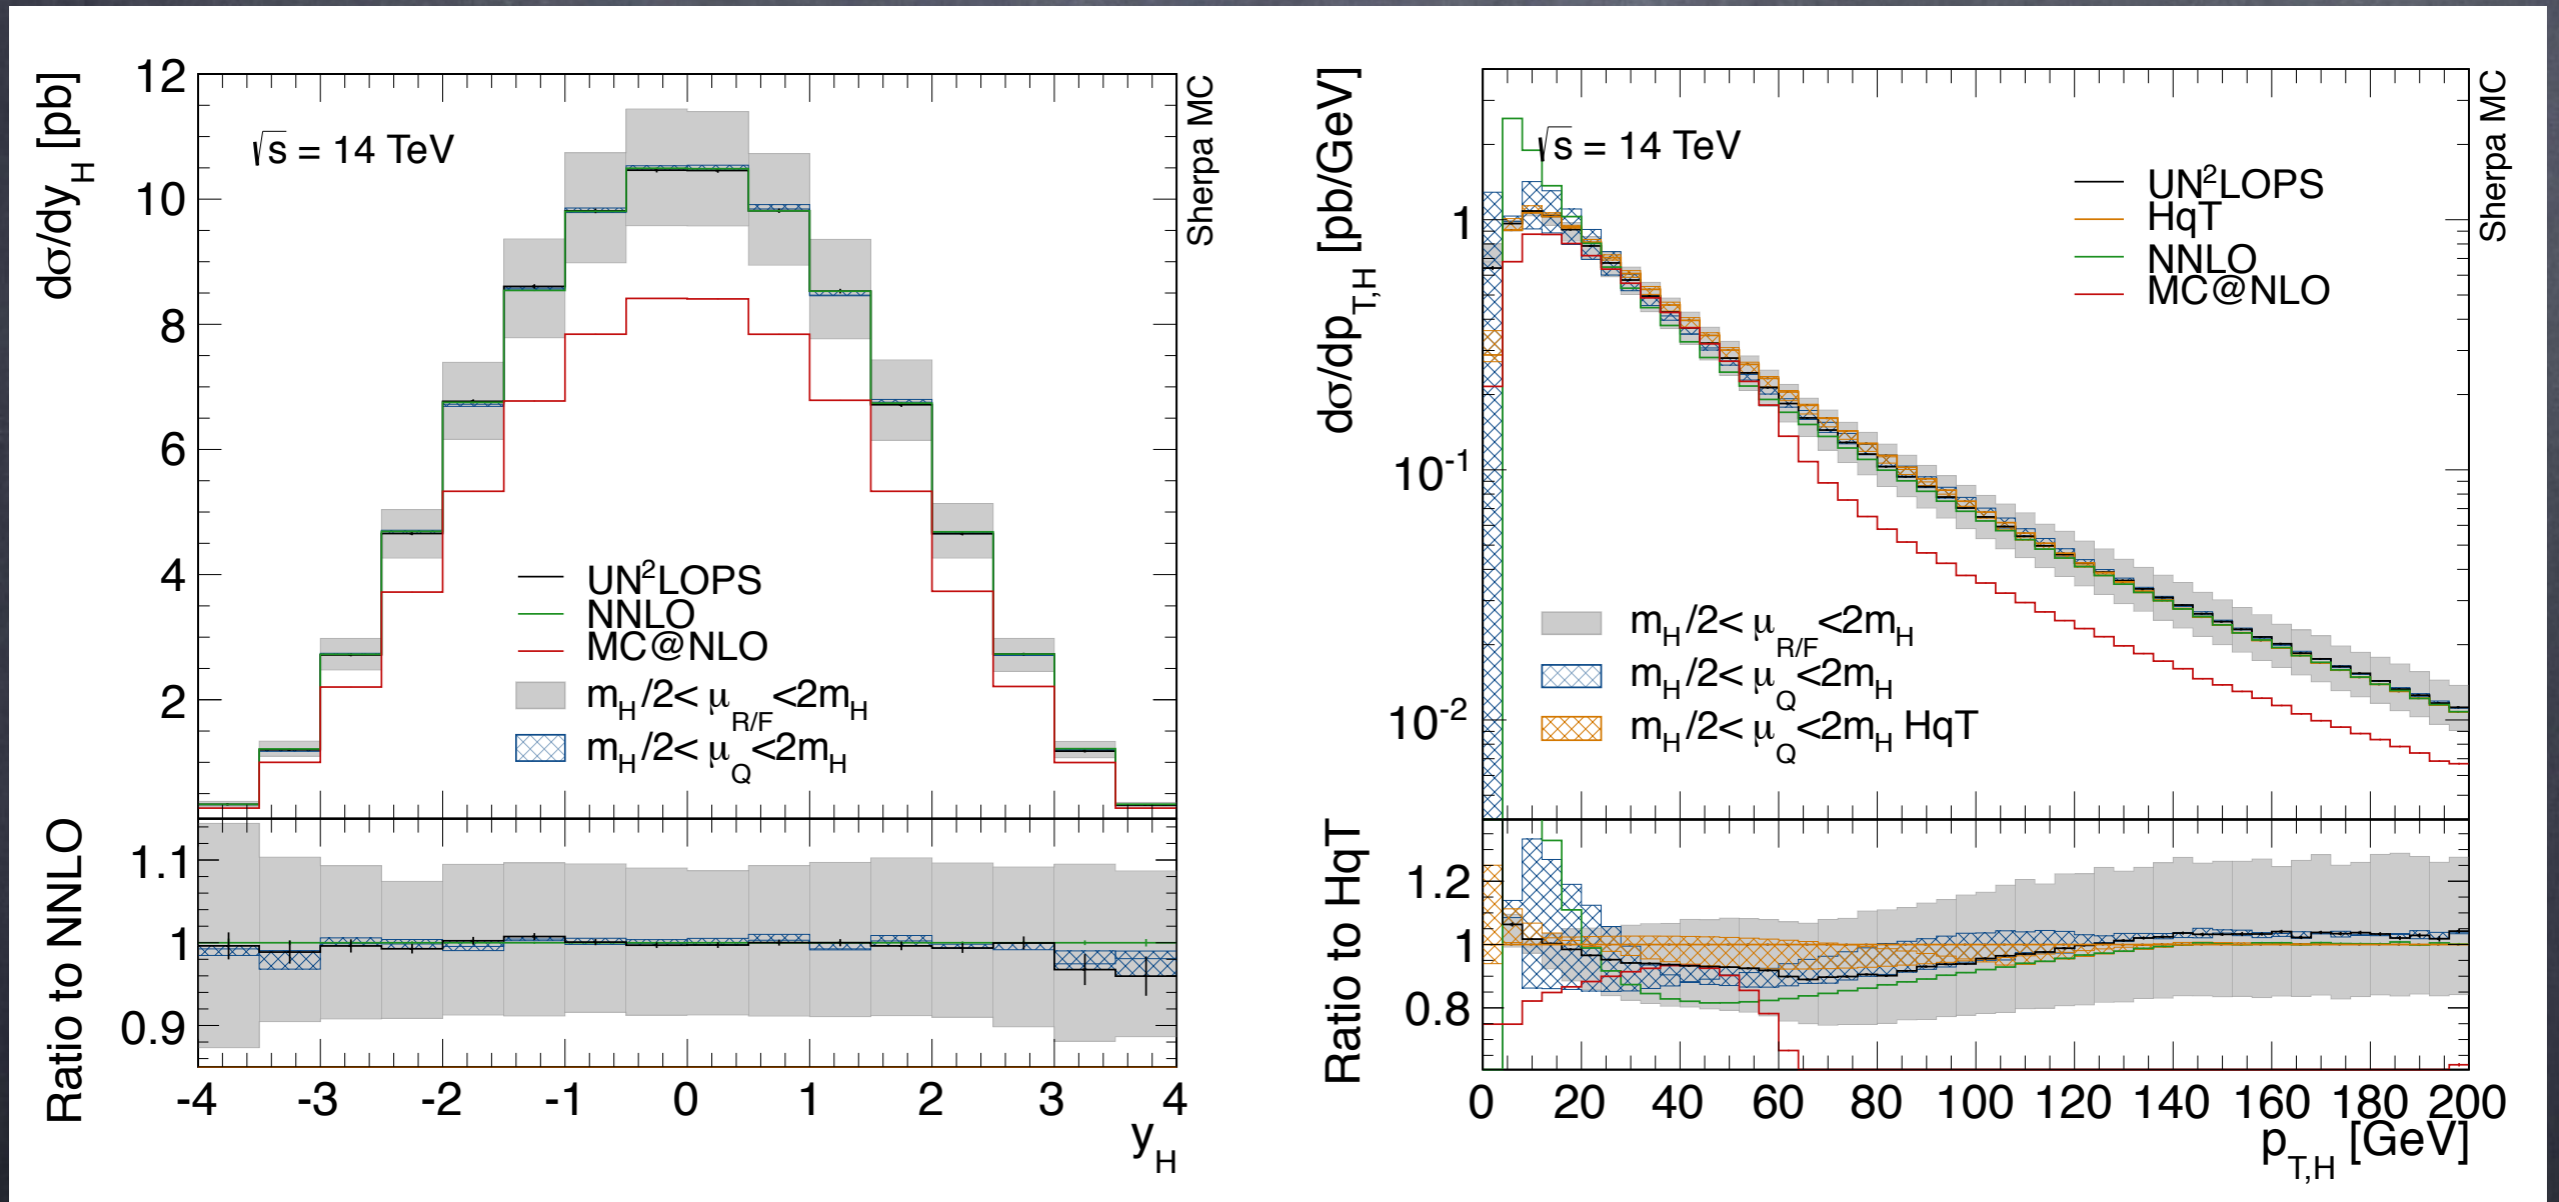 dσ/dy_H [pb]
12
10
8
6
4
2
√s = 14 TeV
Sherpa MC
UN²LOPS
NNLO
MC@NLO
m_H/2< μ_R/F <2m_H
m_H/2< μ_Q <2m_H
Ratio to NNLO
1.1
1
0.9
-4 -3 -2 -1 0 1 2 3 4
y_H
dσ/dp_T,H [pb/GeV]
1
10⁻¹
10⁻²
√s = 14 TeV
Sherpa MC
UN²LOPS
HqT
NNLO
MC@NLO
m_H/2< μ_R/F <2m_H
m_H/2< μ_Q <2m_H
m_H/2< μ_Q <2m_H HqT
Ratio to HqT
1.2
1
0.8
0 20 40 60 80 100 120 140 160 180 200
p_T,H [GeV]